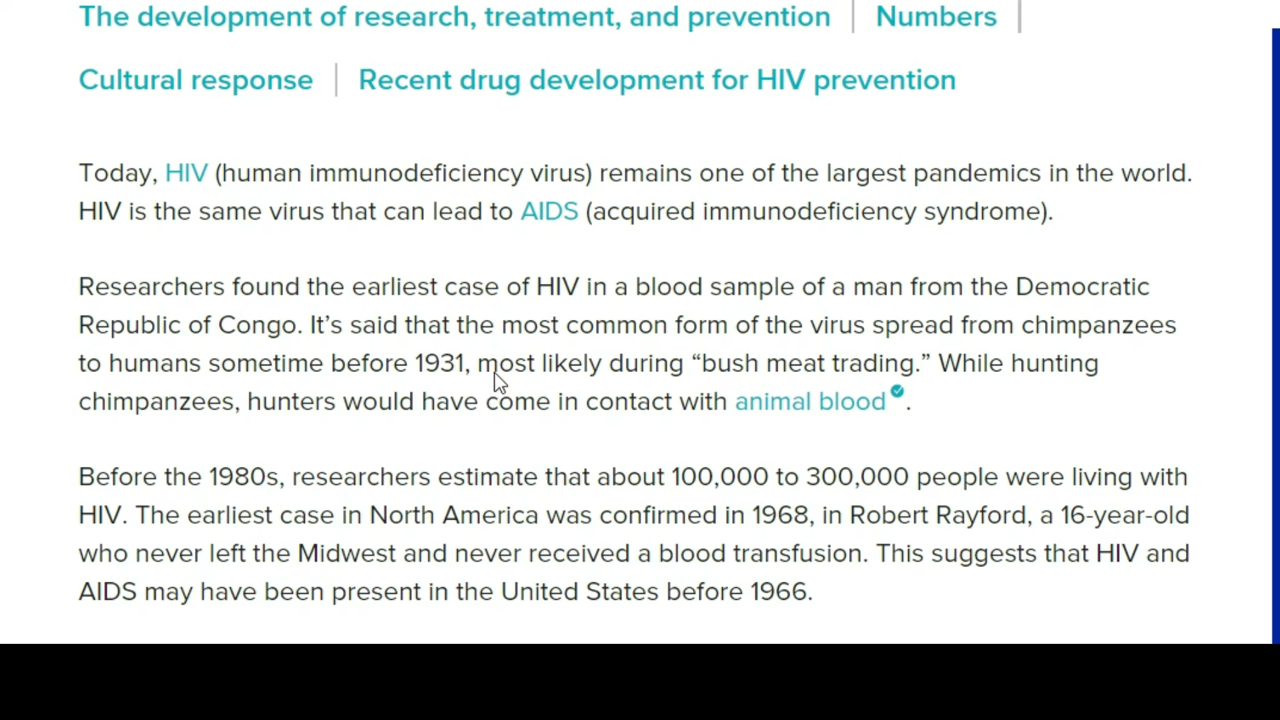 The development of research, treatment, and prevention | Numbers |
Cultural response | Recent drug development for HIV prevention
Today, HIV (human immunodeficiency virus) remains one of the largest pandemics in the world.
HIV is the same virus that can lead to AIDS (acquired immunodeficiency syndrome).
Researchers found the earliest case of HIV in a blood sample of a man from the Democratic
Republic of Congo. It’s said that the most common form of the virus spread from chimpanzees
to humans sometime before 1931, most likely during “bush meat trading.” While hunting
chimpanzees, hunters would have come in contact with animal blood.
Before the 1980s, researchers estimate that about 100,000 to 300,000 people were living with
HIV. The earliest case in North America was confirmed in 1968, in Robert Rayford, a 16-year-old
who never left the Midwest and never received a blood transfusion. This suggests that HIV and
AIDS may have been present in the United States before 1966.